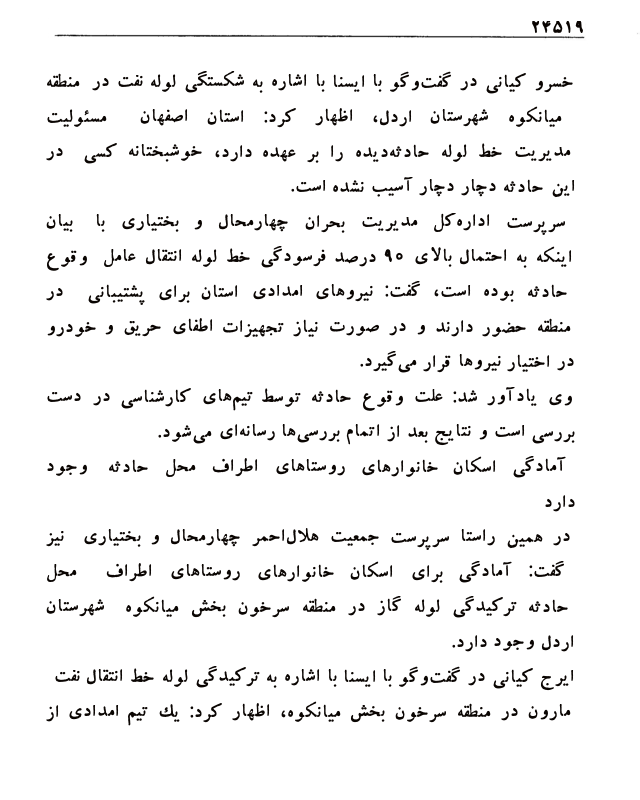 ۲۴۵۱۹
خسرو کیانی در گفت‌وگو با ایسنا با اشاره به شکستگی لوله نفت در منطقه
میانکوه شهرستان اردل، اظهار کرد: استان اصفهان مسئولیت
مدیریت خط لوله حادثه‌دیده را بر عهده دارد، خوشبختانه کسی در
این حادثه دچار دچار آسیب نشده است.
سرپرست اداره‌کل مدیریت بحران چهارمحال و بختیاری با بیان
اینکه به احتمال بالای ۹۰ درصد فرسودگی خط لوله انتقال عامل وقوع
حادثه بوده است، گفت: نیروهای امدادی استان برای پشتیبانی در
منطقه حضور دارند و در صورت نیاز تجهیزات اطفای حریق و خودرو
در اختیار نیروها قرار می‌گیرد.
وی یادآور شد: علت وقوع حادثه توسط تیم‌های کارشناسی در دست
بررسی است و نتایج بعد از اتمام بررسی‌ها رسانه‌ای می‌شود.
آمادگی اسکان خانوارهای روستاهای اطراف محل حادثه وجود
دارد
در همین راستا سرپرست جمعیت هلال‌احمر چهارمحال و بختیاری نیز
گفت: آمادگی برای اسکان خانوارهای روستاهای اطراف محل
حادثه ترکیدگی لوله گاز در منطقه سرخون بخش میانکوه شهرستان
اردل وجود دارد.
ایرج کیانی در گفت‌وگو با ایسنا با اشاره به ترکیدگی لوله خط انتقال نفت
مارون در منطقه سرخون بخش میانکوه، اظهار کرد: یك تیم امدادی از